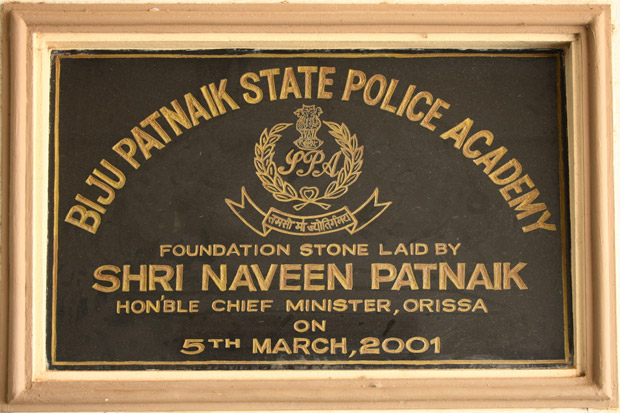 BIJU PATNAIK STATE POLICE ACADEMY
SPA
तमसो मा ज्योतिर्गमय
FOUNDATION STONE LAID BY
SHRI NAVEEN PATNAIK
HON'BLE CHIEF MINISTER, ORISSA
ON
5TH MARCH, 2001